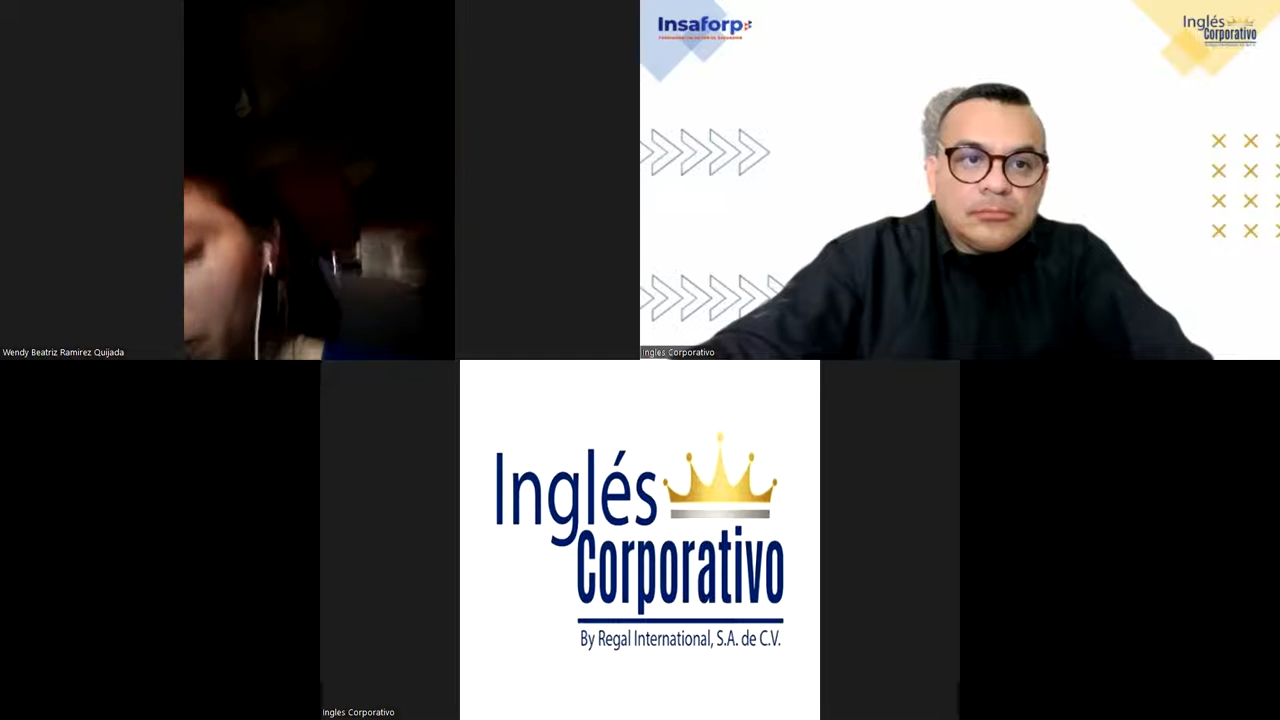 Insaforp
Inglés
Corporativo
Wendy Beatriz Ramirez Quijada
Ingles Corporativo
Inglés
Corporativo
By Regal International, S.A. de C.V.
Ingles Corporativo